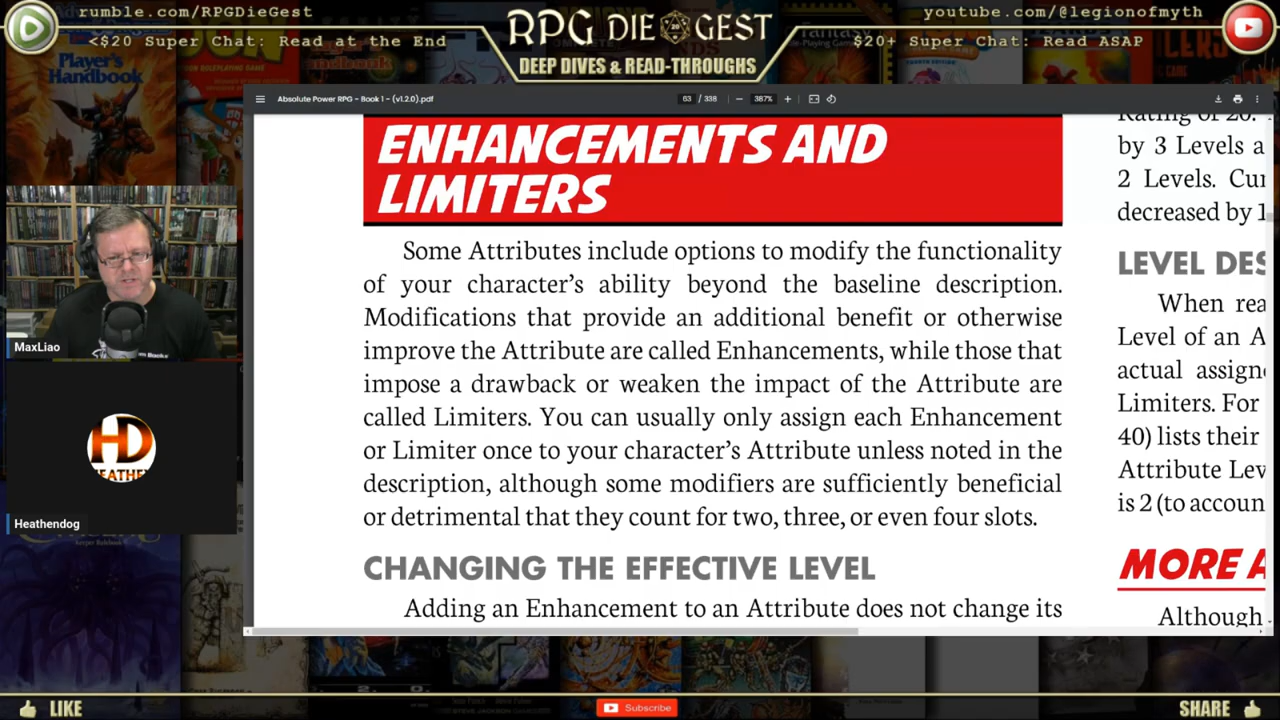 rumble.com/RPGDieGest
<$20 Super Chat: Read at the End
RPG DIE GEST
DEEP DIVES & READ-THROUGHS
youtube.com/@legionofmyth
$20+ Super Chat: Read ASAP
Player's
Handbook
Absolute Power RPG - Book 1 - (v1.2.0).pdf
63 / 338
387%
ENHANCEMENTS AND
LIMITERS
Some Attributes include options to modify the functionality
of your character's ability beyond the baseline description.
Modifications that provide an additional benefit or otherwise
improve the Attribute are called Enhancements, while those that
impose a drawback or weaken the impact of the Attribute are
called Limiters. You can usually only assign each Enhancement
or Limiter once to your character's Attribute unless noted in the
description, although some modifiers are sufficiently beneficial
or detrimental that they count for two, three, or even four slots.
CHANGING THE EFFECTIVE LEVEL
Adding an Enhancement to an Attribute does not change its
Rating of 20.
by 3 Levels a
2 Levels. Cur
decreased by 1
LEVEL DES
When rea
Level of an A
actual assign
Limiters. For
40) lists their
Attribute Lev
is 2 (to accoun
MORE A
Although
MaxLiao
HD
HEATHE
Heathendog
LIKE
Subscribe
SHARE